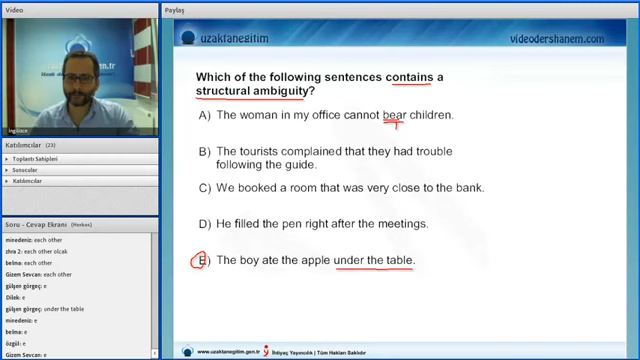 Video
Paylaş
uzaktanegitim
videodershanem.com
Which of the following sentences contains a
structural ambiguity?
A) The woman in my office cannot bear children.
B) The tourists complained that they had trouble
following the guide.
C) We booked a room that was very close to the bank.
D) He filled the pen right after the meetings.
E) The boy ate the apple under the table.
www.uzaktanegitim.gen.tr
İhtiyaç Yayıncılık | Tüm Hakları Saklıdır
uzaktanegitim
İngilizce
Katılımcılar (23)
Toplantı Sahipleri
Sunucular
Katılımcılar
Soru - Cevap Ekranı (Herkes)
minedeniz: each other
zhra 2: each other olcak
belma: each other
Gizem Sevcan: each other
gülşen görgeç: e
Dilek: e
gülşen görgeç: under the table
minedeniz: e
belma: e
özgül: e
Gizem Sevcan: e